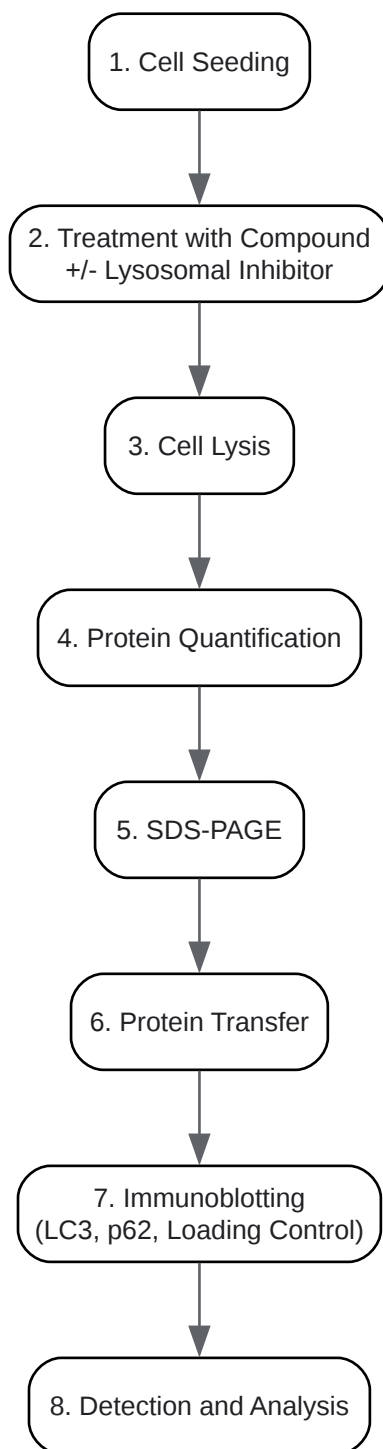 1. Cell Seeding
2. Treatment with Compound
+/- Lysosomal Inhibitor
3. Cell Lysis
4. Protein Quantification
5. SDS-PAGE
6. Protein Transfer
7. Immunoblotting
(LC3, p62, Loading Control)
8. Detection and Analysis